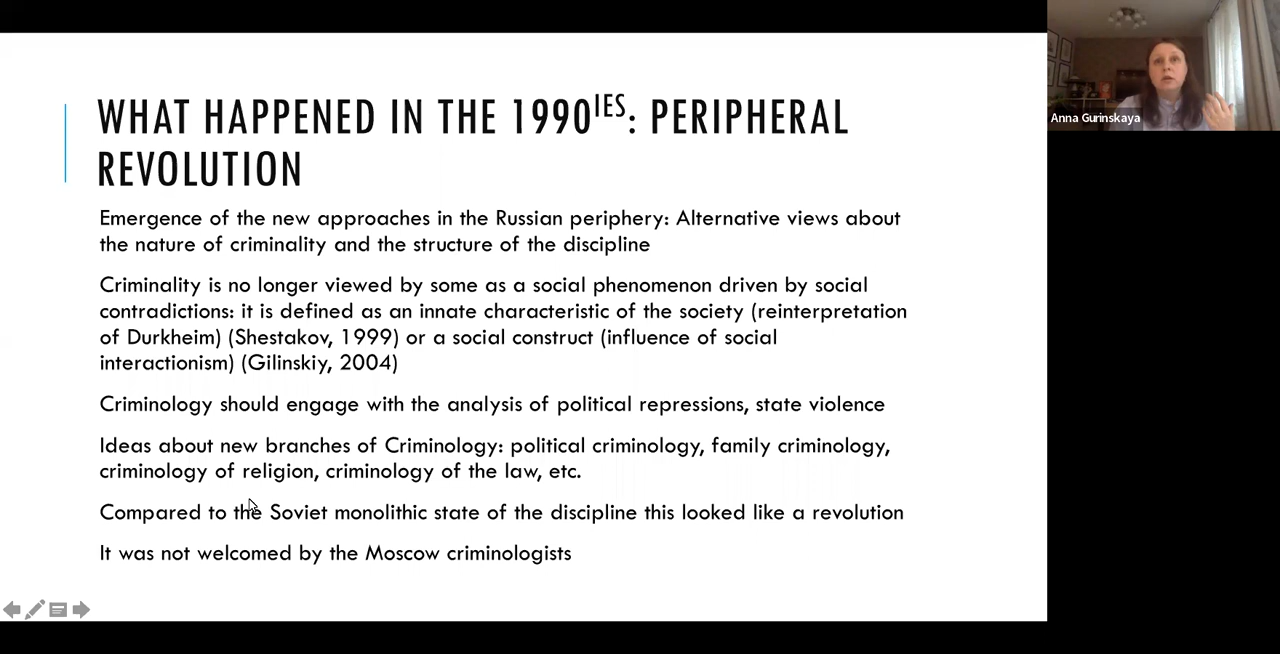 WHAT HAPPENED IN THE 1990IES: PERIPHERAL
REVOLUTION
Emergence of the new approaches in the Russian periphery: Alternative views about
the nature of criminality and the structure of the discipline
Criminality is no longer viewed by some as a social phenomenon driven by social
contradictions: it is defined as an innate characteristic of the society (reinterpretation
of Durkheim) (Shestakov, 1999) or a social construct (influence of social
interactionism) (Gilinskiy, 2004)
Criminology should engage with the analysis of political repressions, state violence
Ideas about new branches of Criminology: political criminology, family criminology,
criminology of religion, criminology of the law, etc.
Compared to the Soviet monolithic state of the discipline this looked like a revolution
It was not welcomed by the Moscow criminologists
Anna Gurinskaya